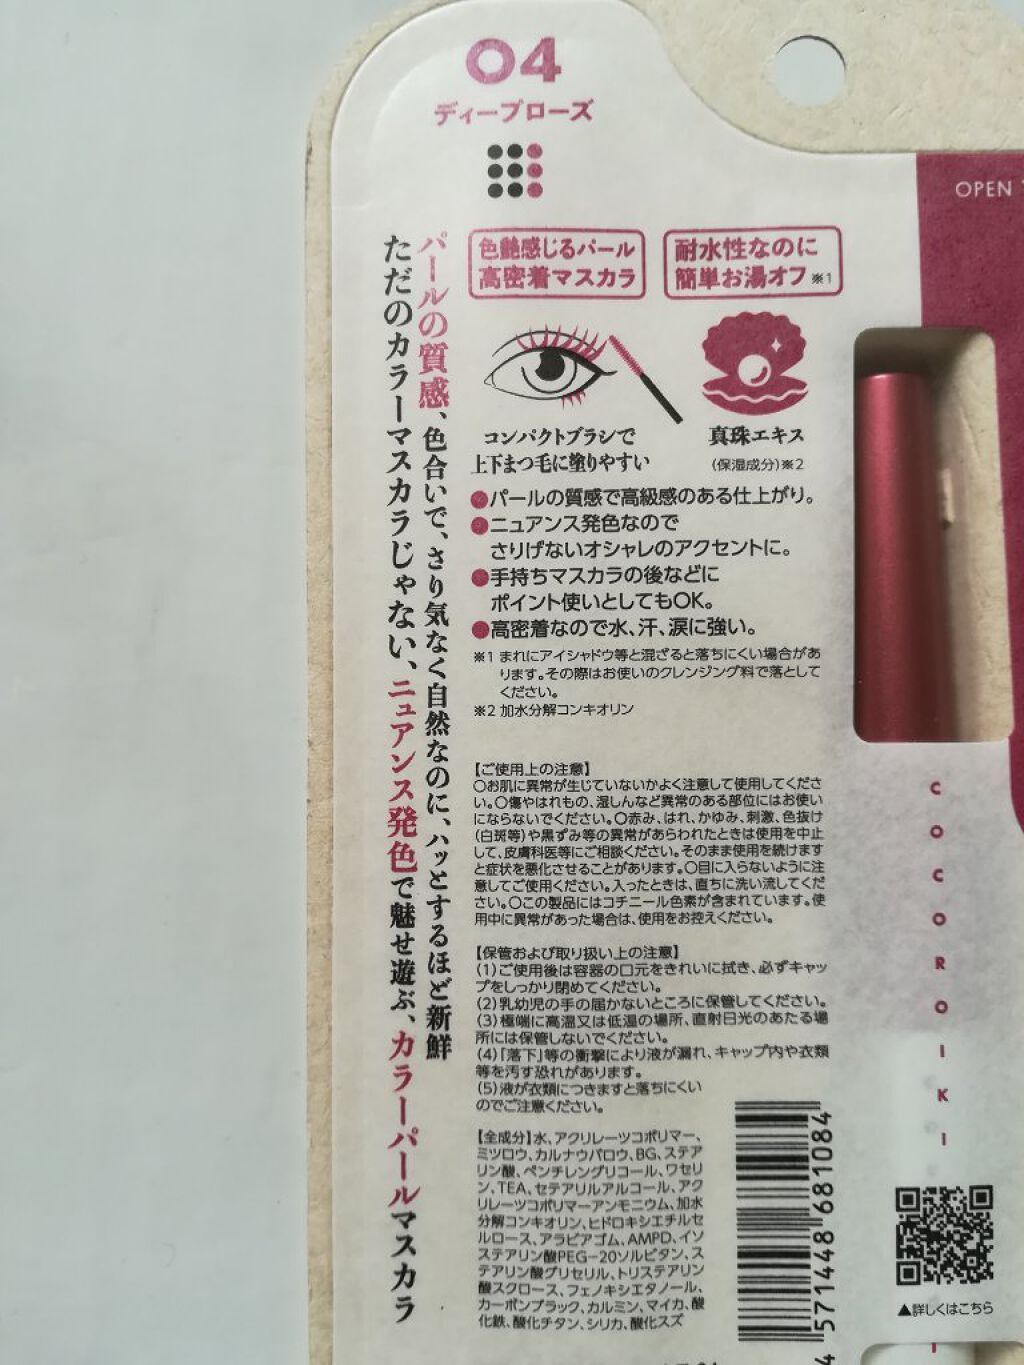 04
ディープローズ
OPEN
パールの質感、色合いで、さり気なく自然なのに、ハッとするほど新鮮
ただのカラーマスカラじゃない、ニュアンス発色で魅せ遊ぶ、カラーパールマスカラ
色艶感じるパール
高密着マスカラ
耐水性なのに
簡単お湯オフ※1
コンパクトブラシで
上下まつ毛に塗りやすい
真珠エキス
(保湿成分)※2
●パールの質感で高級感のある仕上がり。
●ニュアンス発色なので
さりげないオシャレのアクセントに。
●手持ちマスカラの後などに
ポイント使いとしてもOK。
●高密着なので水、汗、涙に強い。
※1 まれにアイシャドウ等と混ざると落ちにくい場合があ
ります。その際はお使いのクレンジング料で落として
ください。
※2 加水分解コンキオリン
【ご使用上の注意】
○お肌に異常が生じていないかよく注意して使用してくださ
い。○傷やはれもの、湿しんなど異常のある部位にはお使い
にならないでください。○赤み、はれ、かゆみ、刺激、色抜け
(白斑等)や黒ずみ等の異常があらわれたときは使用を中止
して、皮膚科医等にご相談ください。そのまま使用を続けます
と症状を悪化させることがあります。○目に入らないように注
意してご使用ください。入ったときは、直ちに洗い流してくだ
さい。○この製品にはコチニール色素が含まれています。使
用中に異常があった場合は、使用をお控えください。
【保管および取り扱い上の注意】
(1)ご使用後は容器の口元をきれいに拭き、必ずキャッ
プをしっかり閉めてください。
(2)乳幼児の手の届かないところに保管してください。
(3)極端に高温又は低温の場所、直射日光のあたる場
所には保管しないでください。
(4)「落下」等の衝撃により液が漏れ、キャップ内や衣類
等を汚す恐れがあります。
(5)液が衣類につきますと落ちにくい
のでご注意ください。
【全成分】水、アクリレーツコポリマー、
ミツロウ、カルナウバロウ、BG、ステア
リン酸、ペンチレングリコール、ワセリ
ン、TEA、セテアリルアルコール、アク
リレーツコポリマーアンモニウム、加水
分解コンキオリン、ヒドロキシエチルセ
ルロース、アラビアゴム、AMPD、イソ
ステアリン酸PEG-20ソルビタン、ス
テアリン酸グリセリル、トリステアリン
酸スクロース、フェノキシエタノール、
カーボンブラック、カルミン、マイカ、酸
化鉄、酸化チタン、シリカ、酸化スズ
4 571448 681084
COCOROIKI
▲詳しくはこちら